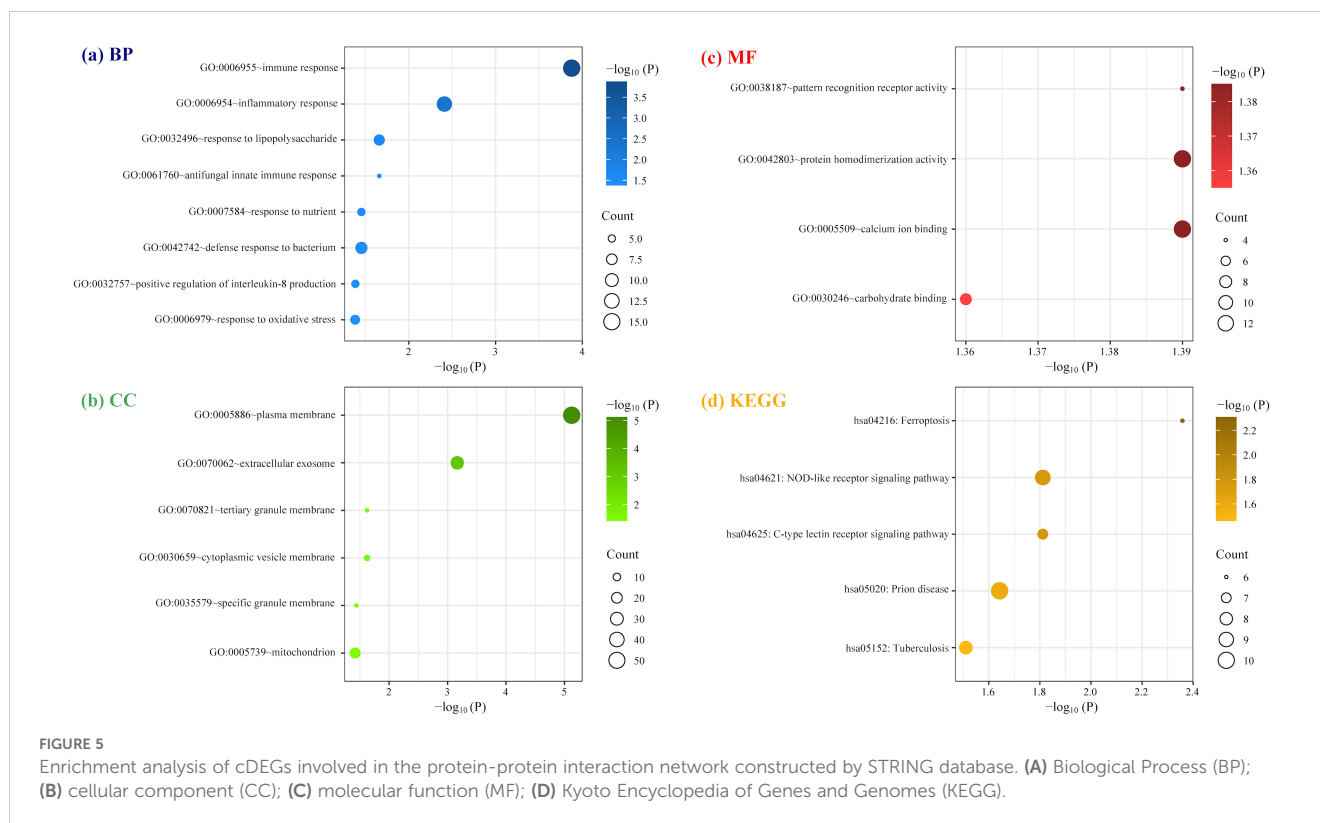 (a) BP
GO:0006955~immune response
GO:0006954~inflammatory response
GO:0032496~response to lipopolysaccharide
GO:0061760~antifungal innate immune response
GO:0007584~response to nutrient
GO:0042742~defense response to bacterium
GO:0032757~positive regulation of interleukin-8 production
GO:0006979~response to oxidative stress
2 3 4
−log₁₀ (P)
−log₁₀ (P)
3.5
3.0
2.5
2.0
1.5
Count
5.0
7.5
10.0
12.5
15.0
(c) MF
GO:0038187~pattern recognition receptor activity
GO:0042803~protein homodimerization activity
GO:0005509~calcium ion binding
GO:0030246~carbohydrate binding
1.36 1.37 1.38 1.39
−log₁₀ (P)
−log₁₀ (P)
1.38
1.37
1.36
Count
4
6
8
10
12
(b) CC
GO:0005886~plasma membrane
GO:0070062~extracellular exosome
GO:0070821~tertiary granule membrane
GO:0030659~cytoplasmic vesicle membrane
GO:0035579~specific granule membrane
GO:0005739~mitochondrion
2 3 4 5
−log₁₀ (P)
−log₁₀ (P)
5
4
3
2
Count
10
20
30
40
50
(d) KEGG
hsa04216: Ferroptosis
hsa04621: NOD-like receptor signaling pathway
hsa04625: C-type lectin receptor signaling pathway
hsa05020: Prion disease
hsa05152: Tuberculosis
1.6 1.8 2.0 2.2 2.4
−log₁₀ (P)
−log₁₀ (P)
2.2
2.0
1.8
1.6
Count
6
7
8
9
10
FIGURE 5
Enrichment analysis of cDEGs involved in the protein-protein interaction network constructed by STRING database. (A) Biological Process (BP);
(B) cellular component (CC); (C) molecular function (MF); (D) Kyoto Encyclopedia of Genes and Genomes (KEGG).